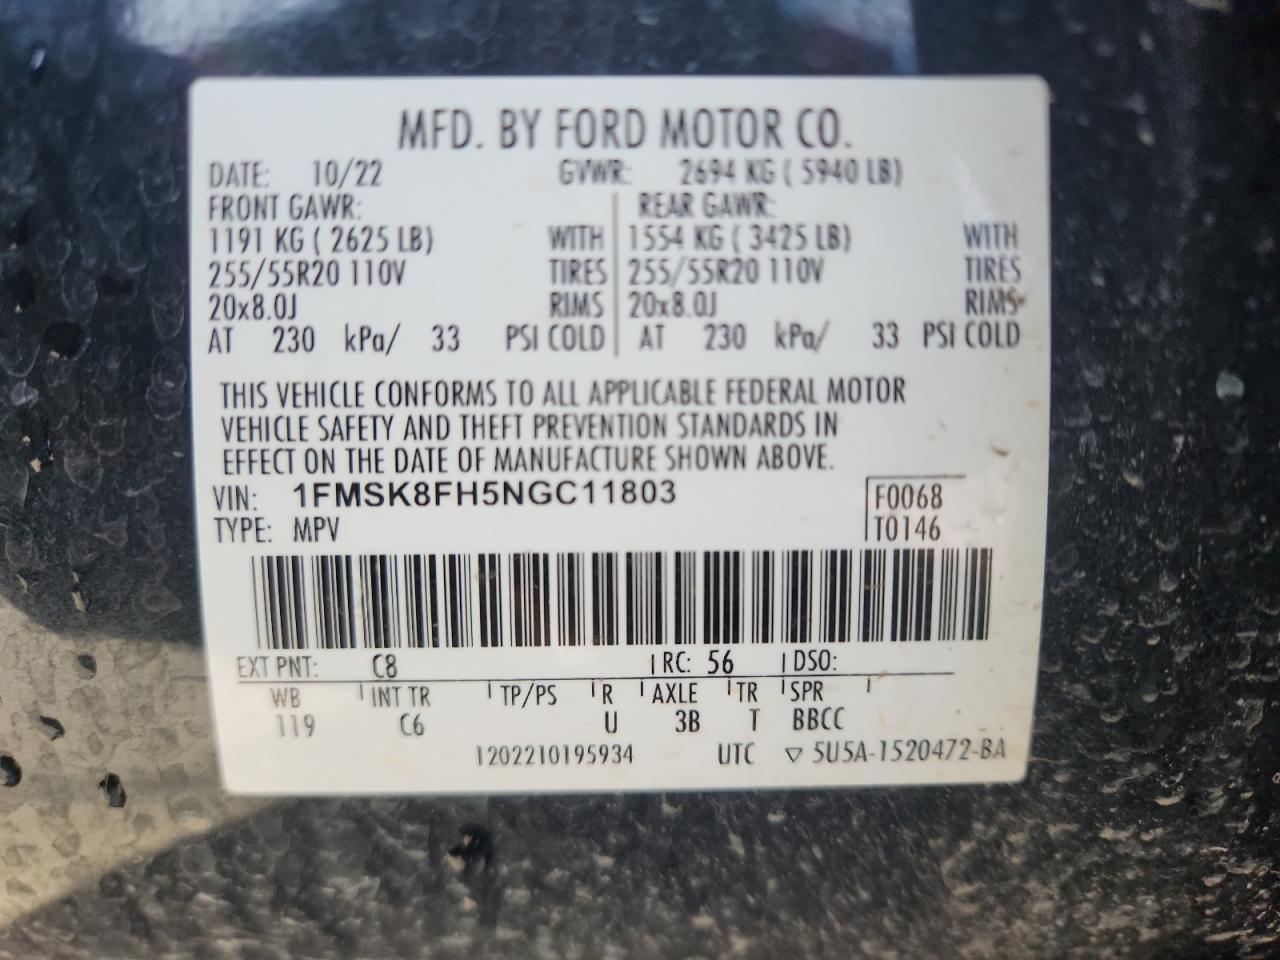 MFD. BY FORD MOTOR CO.
DATE: 10/22 GVWR: 2694 KG ( 5940 LB)
FRONT GAWR: REAR GAWR:
1191 KG ( 2625 LB) WITH 1554 KG ( 3425 LB) WITH
255/55R20 110V TIRES 255/55R20 110V TIRES
20x8.0J RIMS 20x8.0J RIMS
AT 230 kPa/ 33 PSI COLD AT 230 kPa/ 33 PSI COLD
THIS VEHICLE CONFORMS TO ALL APPLICABLE FEDERAL MOTOR
VEHICLE SAFETY AND THEFT PREVENTION STANDARDS IN
EFFECT ON THE DATE OF MANUFACTURE SHOWN ABOVE.
VIN: 1FMSK8FH5NGC11803 F0068
TYPE: MPV T0146
EXT PNT: C8 RC: 56 DSO:
WB INT TR TP/PS R AXLE TR SPR
119 C6 U 3B T BBCC
1202210195934 UTC ▽ 5U5A-1520472-BA